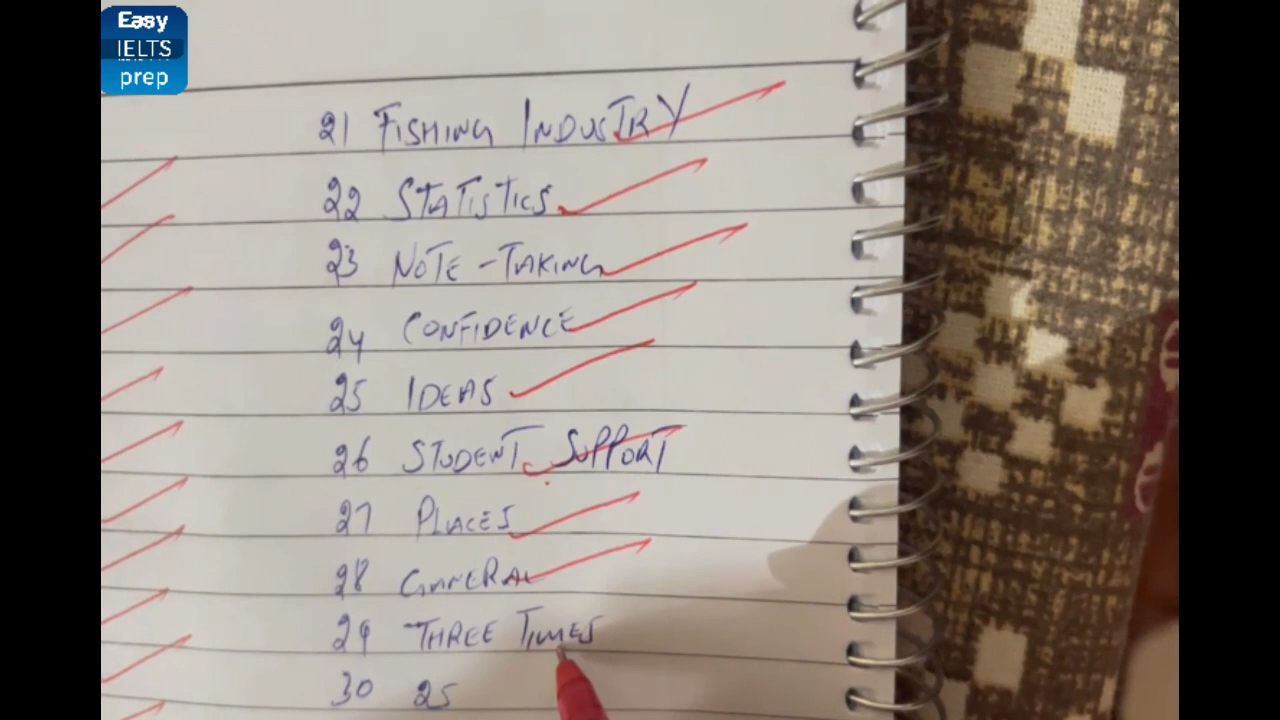 Easy
IELTS
prep
21 FISHING INDUSTRY
22 STATISTICS
23 NOTE-TAKING
24 CONFIDENCE
25 IDEAS
26 STUDENT SUPPORT
27 PLACES
28 GENERAL
29 THREE TIMES
30 25